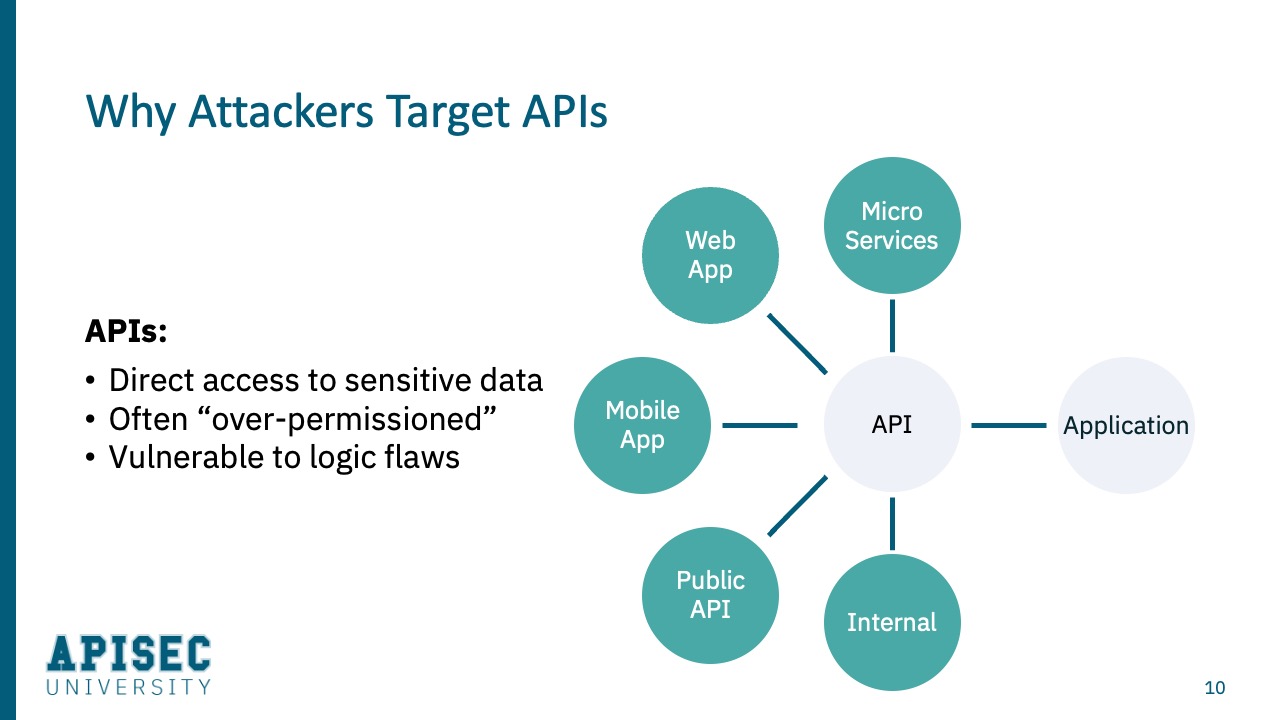 Why Attackers Target APIs
APIs:
• Direct access to sensitive data
• Often “over-permissioned”
• Vulnerable to logic flaws
Micro
Services
Web
App
Mobile
App
API
Application
Public
API
Internal
APISEC
UNIVERSITY
10